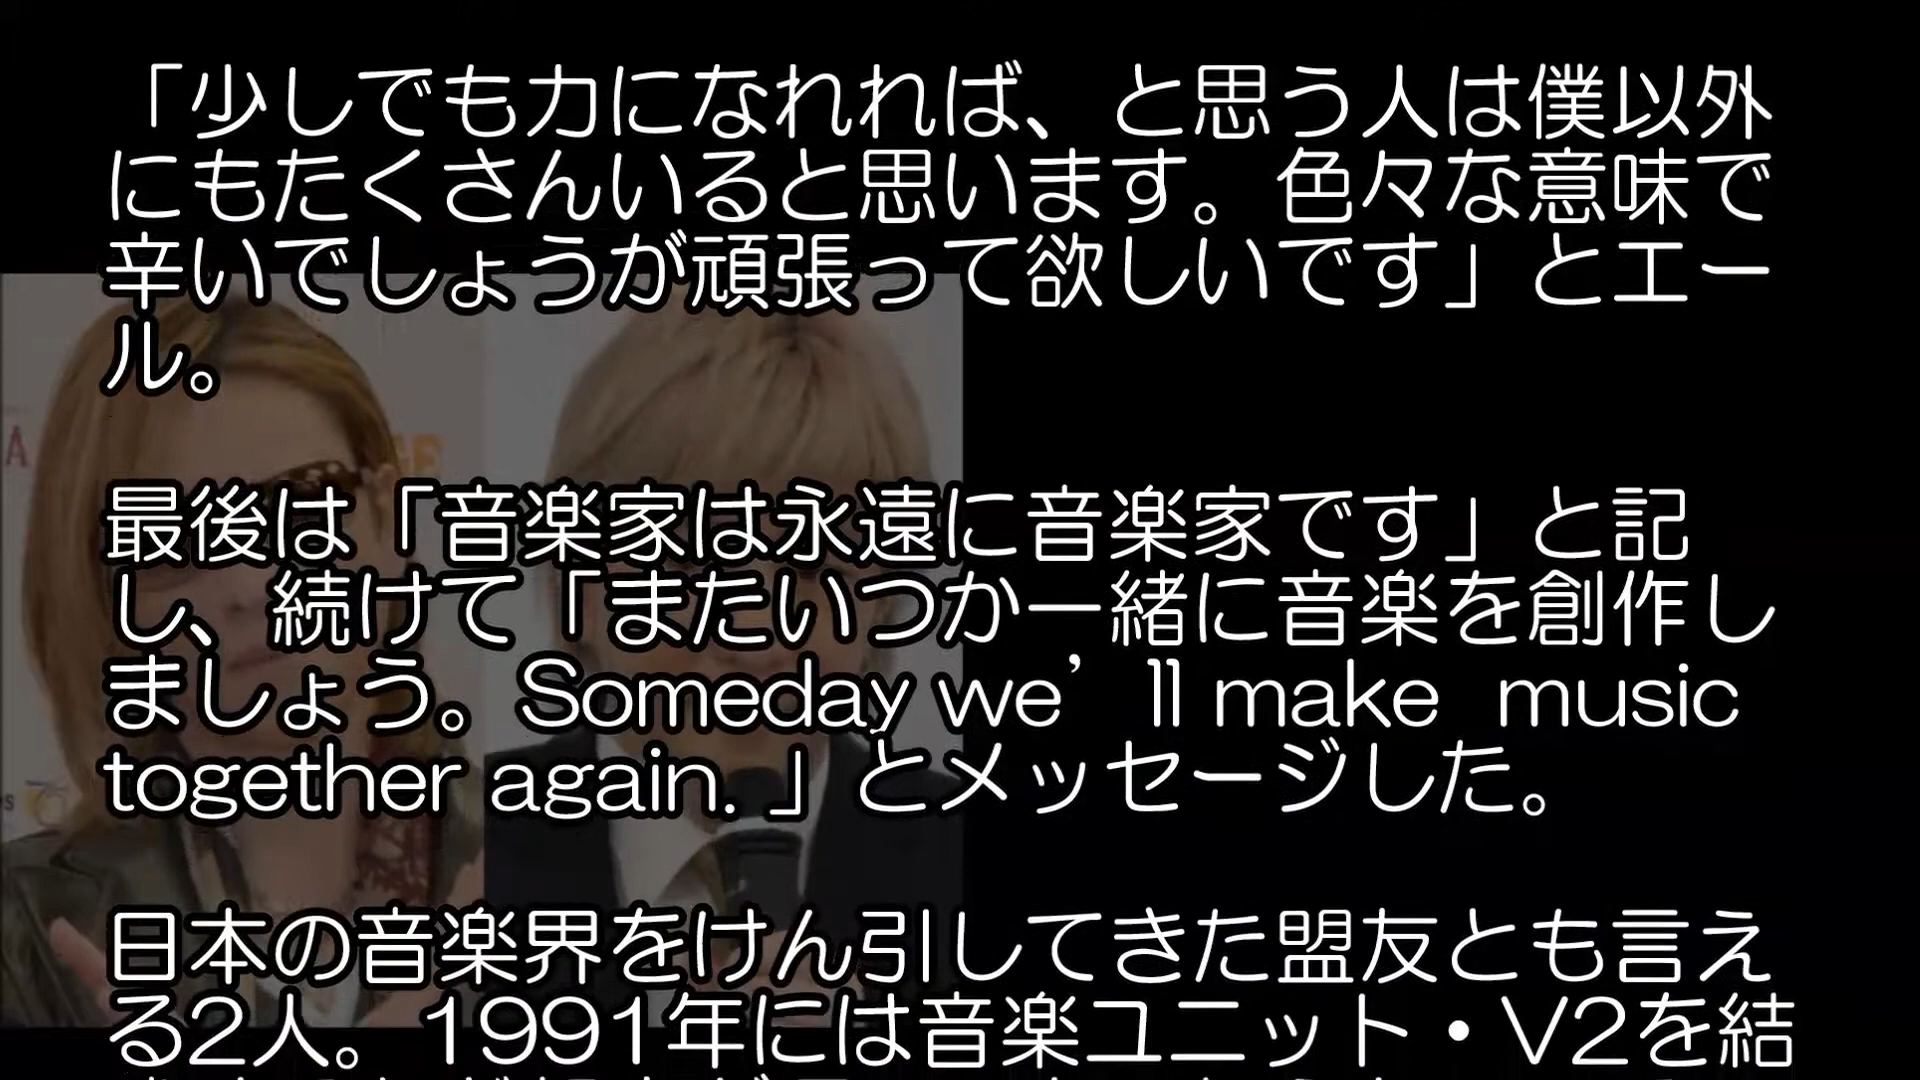 「少しでも力になれれば、と思う人は僕以外
にもたくさんいると思います。色々な意味で
辛いでしょうが頑張って欲しいです」とエー
ル。
最後は「音楽家は永遠に音楽家です」と記
し、続けて「またいつか一緒に音楽を創作し
ましょう。Someday we’ll make music
together again.」とメッセージした。
日本の音楽界をけん引してきた盟友とも言え
る2人。1991年には音楽ユニット・V2を結